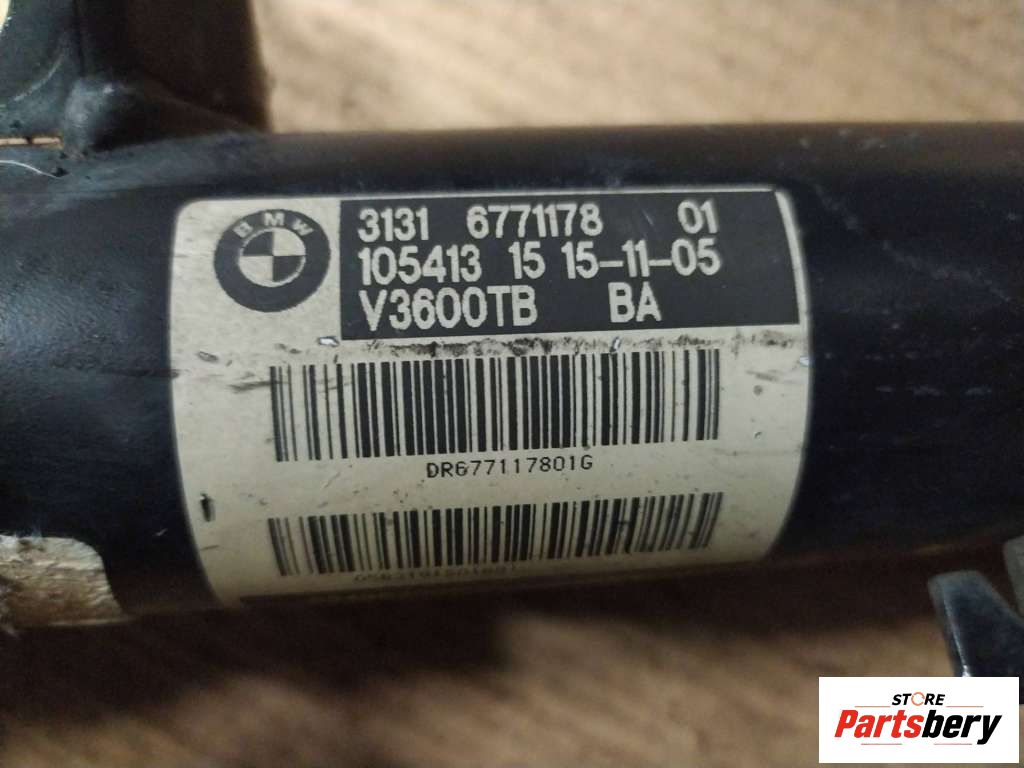 BMW
3131 6771178 01
105413 15 15-11-05
V3600TB BA
DR677117801G
STORE
Partsbery